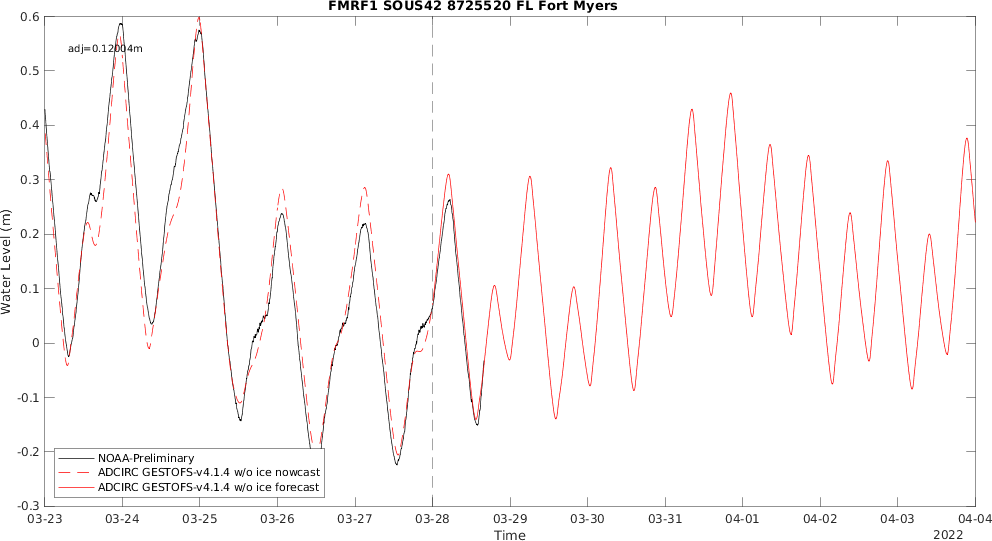 FMRF1 SOUS42 8725520 FL Fort Myers
0.6
adj=0.12004m
0.5
0.4
0.3
0.2
0.1
0
-0.1
-0.2
-0.3
Water Level (m)
NOAA-Preliminary
ADCIRC GESTOFS-v4.1.4 w/o ice nowcast
ADCIRC GESTOFS-v4.1.4 w/o ice forecast
03-23 03-24 03-25 03-26 03-27 03-28 03-29 03-30 03-31 04-01 04-02 04-03 04-04
Time
2022